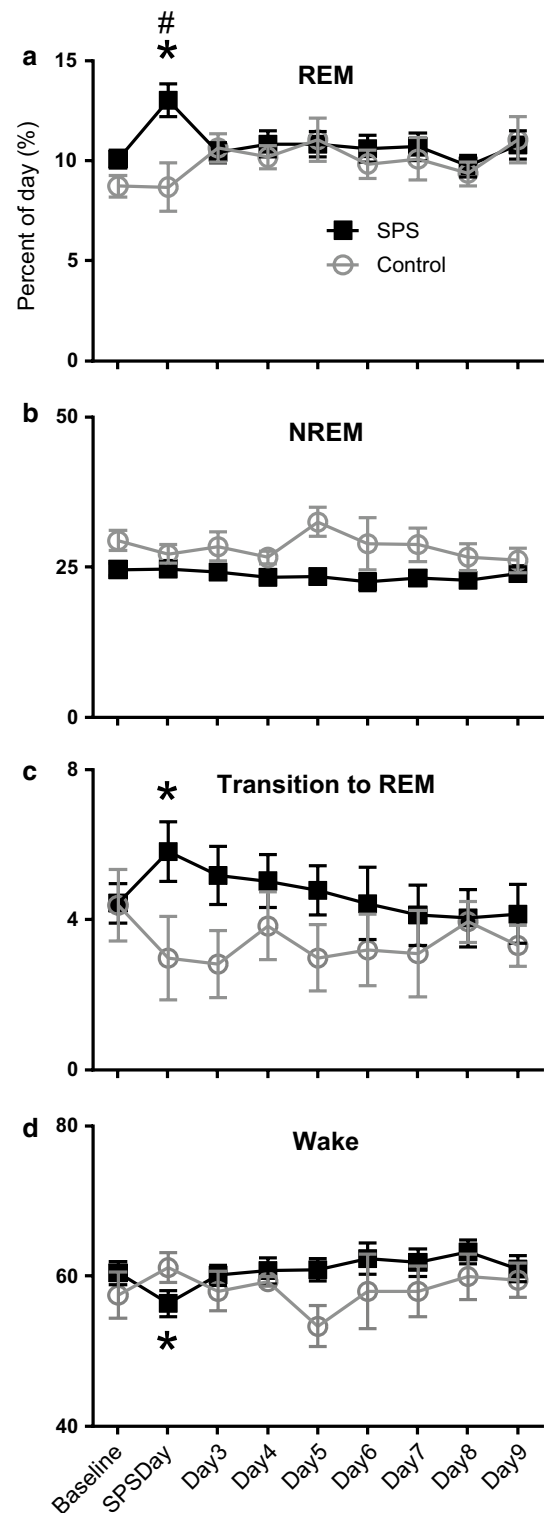 a
#
*
REM
15
10
5
0
Percent of day (%)
SPS
Control
b
NREM
50
25
0
c
*
Transition to REM
8
4
0
d
Wake
80
60
40
*
Baseline
SPSDay
Day3
Day4
Day5
Day6
Day7
Day8
Day9